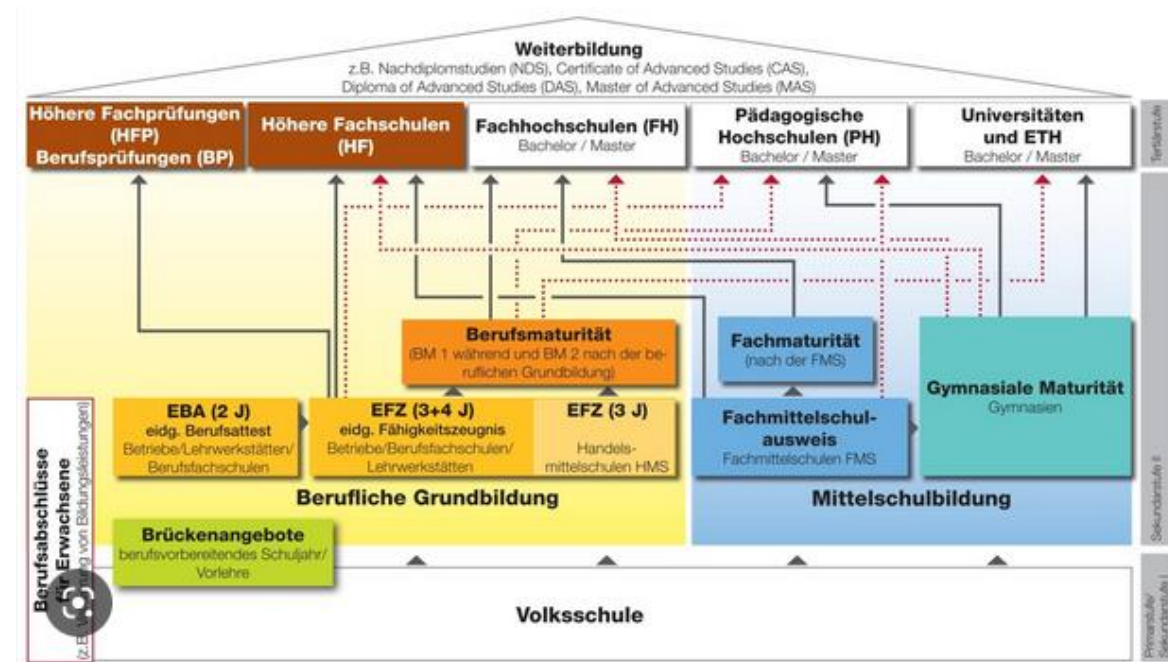 Weiterbildung
z.B. Nachdiplomstudien (NDS), Certificate of Advanced Studies (CAS),
Diploma of Advanced Studies (DAS), Master of Advanced Studies (MAS)
Höhere Fachprüfungen
(HFP)
Berufsprüfungen (BP)
Höhere Fachschulen
(HF)
Fachhochschulen (FH)
Bachelor / Master
Pädagogische
Hochschulen (PH)
Bachelor / Master
Universitäten
und ETH
Bachelor / Master
Tertiärstufe
Berufsmaturität
(BM 1 während und BM 2 nach der be-
ruflichen Grundbildung)
Fachmaturität
(nach der FMS)
Gymnasiale Maturität
Gymnasien
EBA (2 J)
eidg. Berufsattest
Betriebe/Lehrwerkstätten/
Berufsfachschulen
EFZ (3+4 J)
eidg. Fähigkeitszeugnis
Betriebe/Berufsfachschulen/
Lehrwerkstätten
EFZ (3 J)
Handels-
mittelschulen HMS
Fachmittelschul-
ausweis
Fachmittelschulen FMS
Berufliche Grundbildung
Mittelschulbildung
Sekundarstufe II
Berufsabschlüsse
für Erwachsene
(z.B. von Bildungsleistungen)
Brückenangebote
berufsvorbereitendes Schuljahr/
Vorlehre
Volksschule
Primarstufe/
Sekundarstufe I